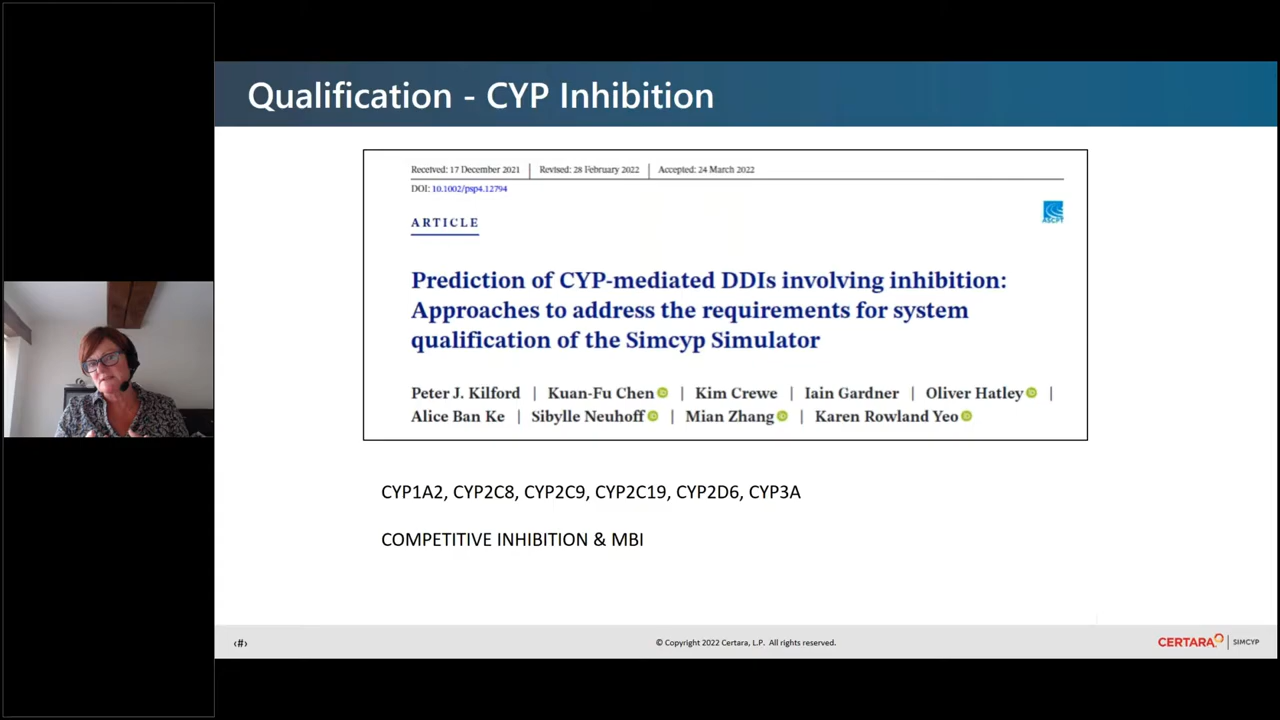 Qualification - CYP Inhibition
Received: 17 December 2021 | Revised: 28 February 2022 | Accepted: 24 March 2022
DOI: 10.1002/psp4.12794
ASCPT
ARTICLE
Prediction of CYP-mediated DDIs involving inhibition:
Approaches to address the requirements for system
qualification of the Simcyp Simulator
Peter J. Kilford | Kuan-Fu Chen | Kim Crewe | Iain Gardner | Oliver Hatley |
Alice Ban Ke | Sibylle Neuhoff | Mian Zhang | Karen Rowland Yeo
CYP1A2, CYP2C8, CYP2C9, CYP2C19, CYP2D6, CYP3A
COMPETITIVE INHIBITION & MBI
‹#›
© Copyright 2022 Certara, L.P. All rights reserved.
CERTARA | SIMCYP